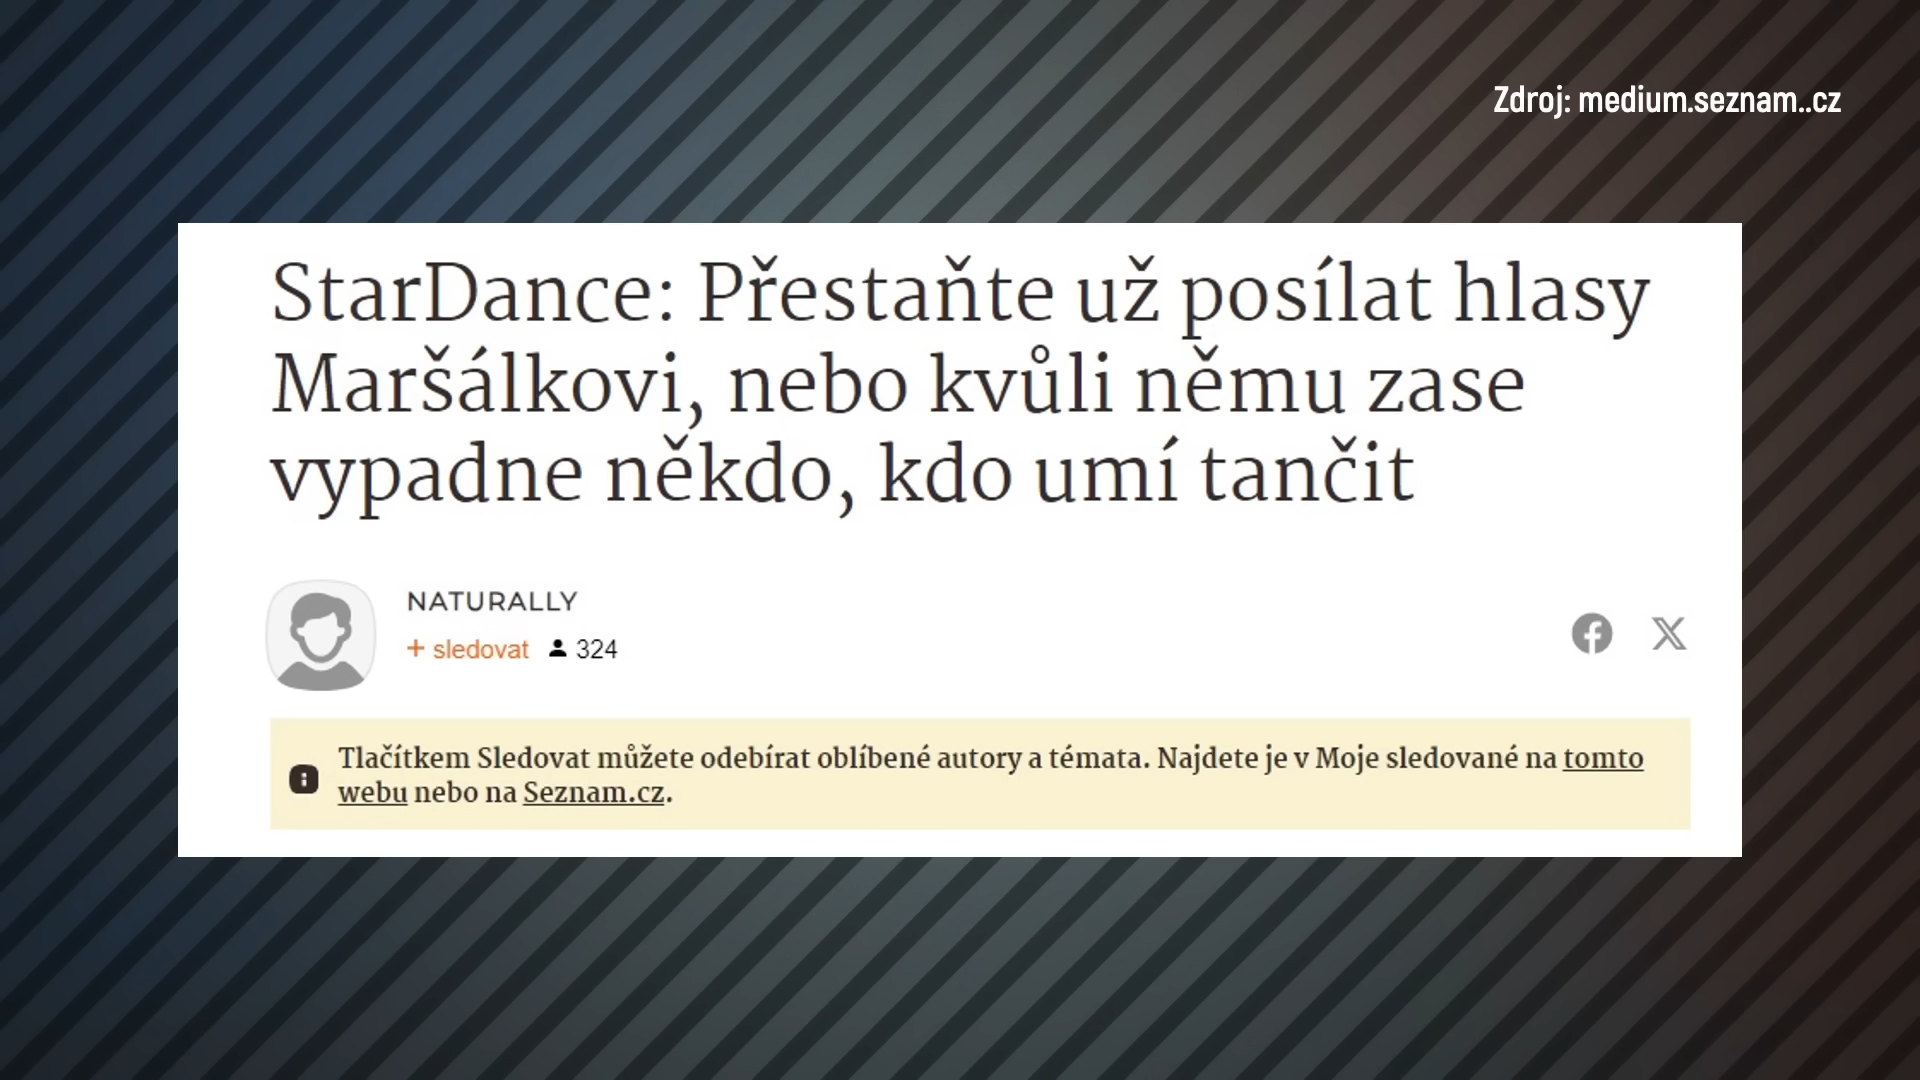 Zdroj: medium.seznam..cz
StarDance: Přestaňte už posílat hlasy
Maršálkovi, nebo kvůli němu zase
vypadne někdo, kdo umí tančit
NATURALLY
+ sledovat 324
Tlačítkem Sledovat můžete odebírat oblíbené autory a témata. Najdete je v Moje sledované na tomto
webu nebo na Seznam.cz.